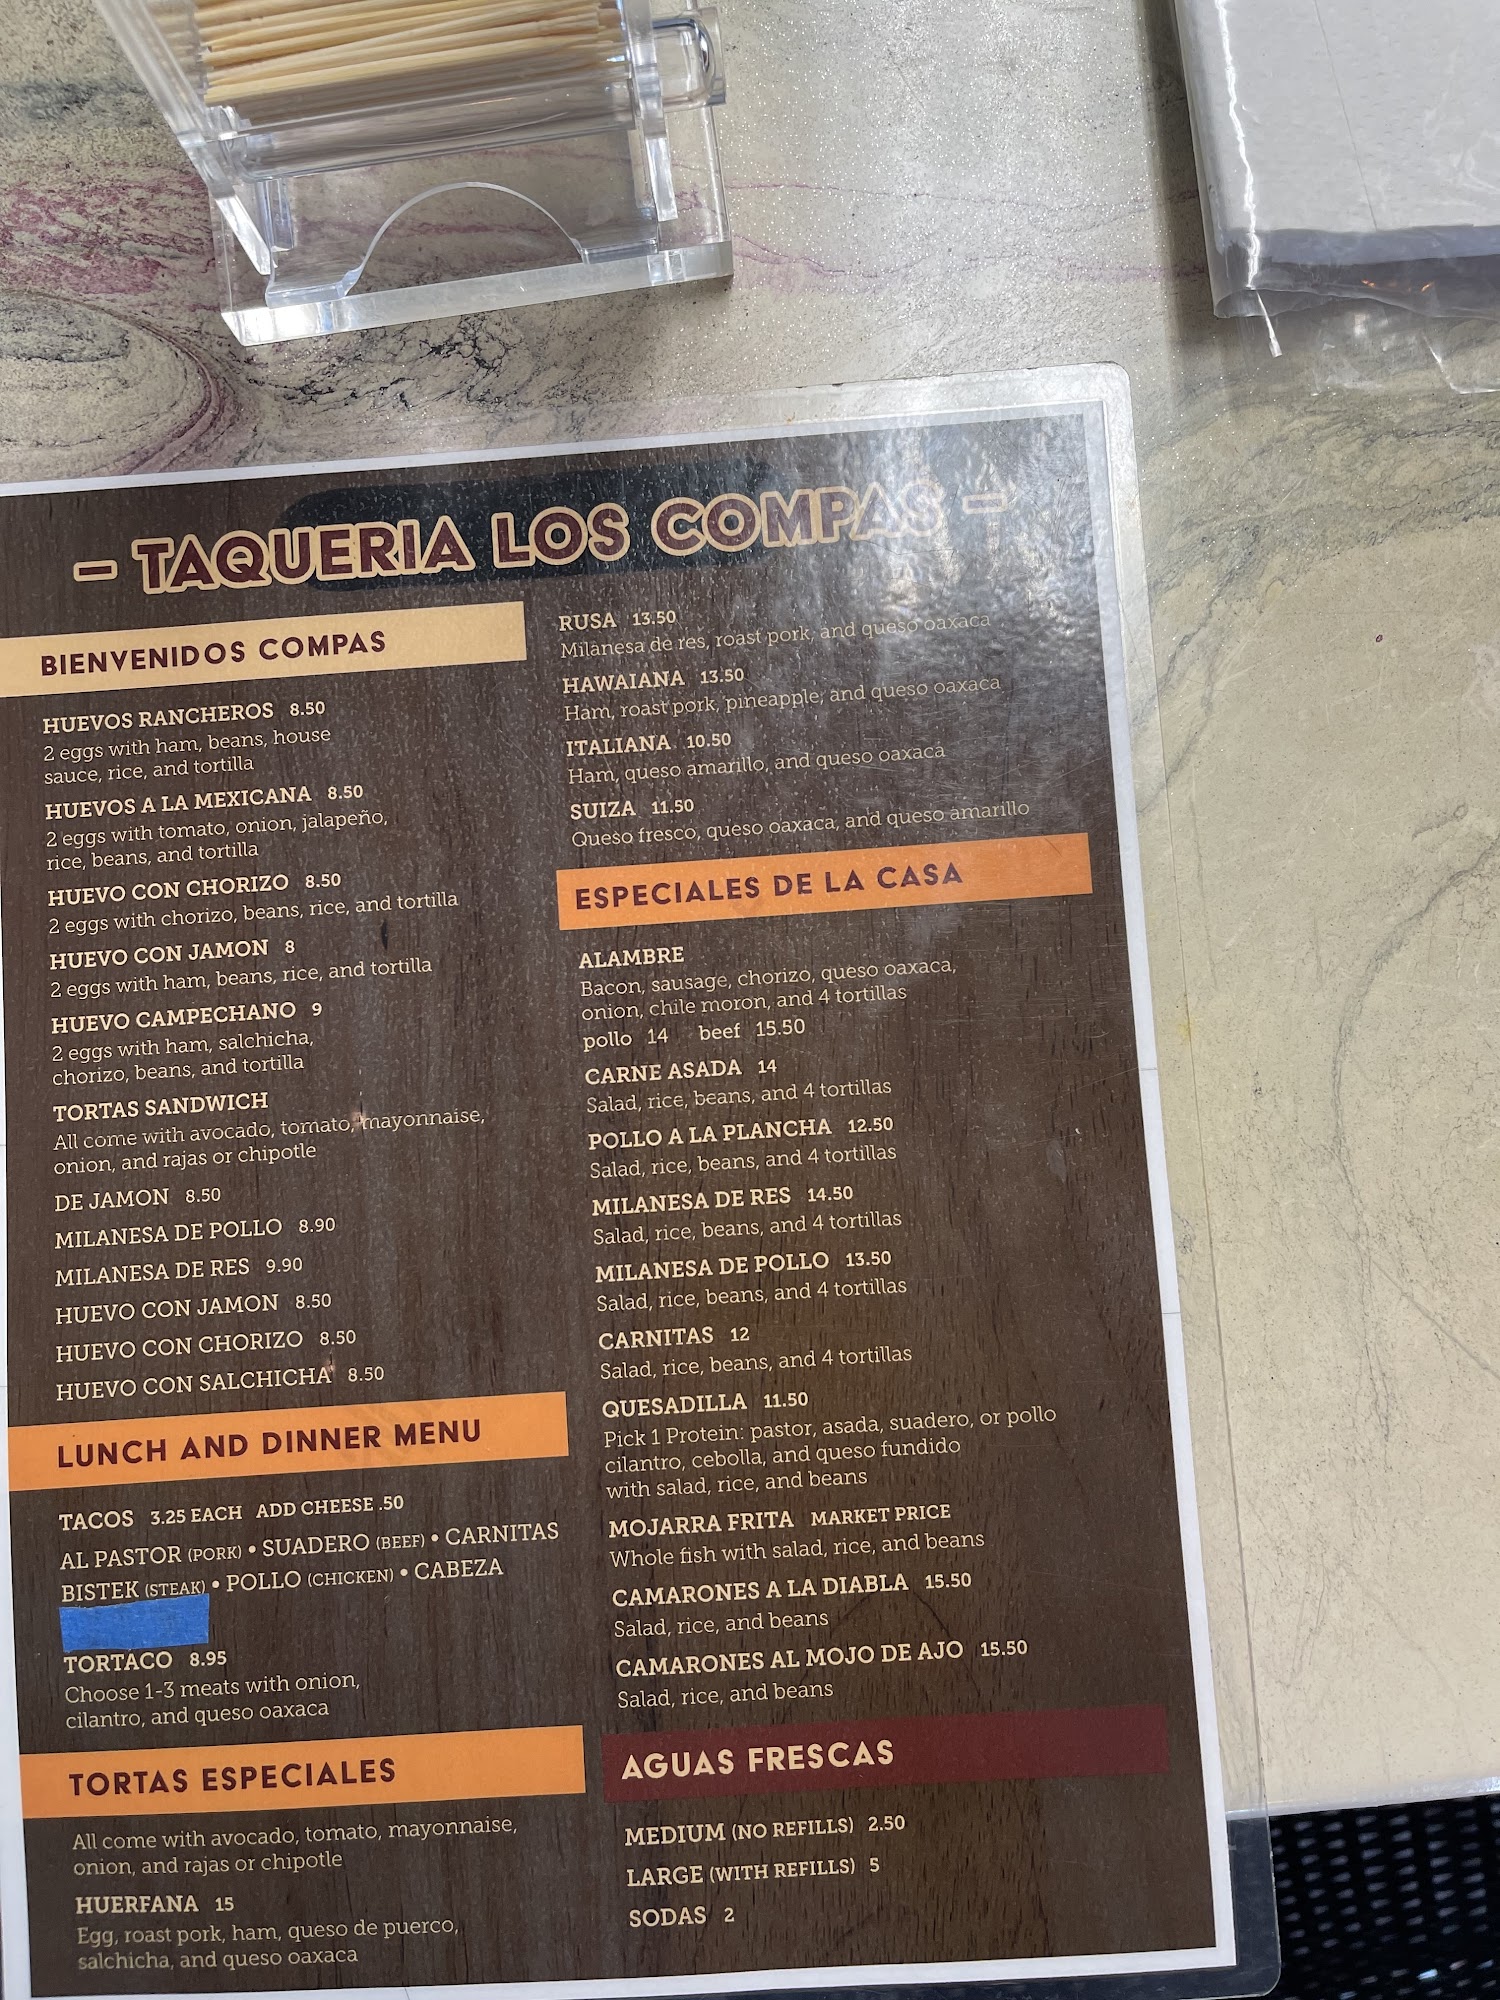 - TAQUERIA LOS COMPAS -
BIENVENIDOS COMPAS
HUEVOS RANCHEROS 8.50
2 eggs with ham, beans, house
sauce, rice, and tortilla
HUEVOS A LA MEXICANA 8.50
2 eggs with tomato, onion, jalapeño,
rice, beans, and tortilla
HUEVO CON CHORIZO 8.50
2 eggs with chorizo, beans, rice, and tortilla
HUEVO CON JAMON 8
2 eggs with ham, beans, rice, and tortilla
HUEVO CAMPECHANO 9
2 eggs with ham, salchicha,
chorizo, beans, and tortilla
TORTAS SANDWICH
All come with avocado, tomato, mayonnaise,
onion, and rajas or chipotle
DE JAMON 8.50
MILANESA DE POLLO 8.90
MILANESA DE RES 9.90
HUEVO CON JAMON 8.50
HUEVO CON CHORIZO 8.50
HUEVO CON SALCHICHA 8.50
LUNCH AND DINNER MENU
TACOS 3.25 EACH ADD CHEESE .50
AL PASTOR (PORK) • SUADERO (BEEF) • CARNITAS
BISTEK (STEAK) • POLLO (CHICKEN) • CABEZA
TORTACO 8.95
Choose 1-3 meats with onion,
cilantro, and queso oaxaca
TORTAS ESPECIALES
All come with avocado, tomato, mayonnaise,
onion, and rajas or chipotle
HUERFANA 15
Egg, roast pork, ham, queso de puerco,
salchicha, and queso oaxaca
RUSA 13.50
Milanesa de res, roast pork, and queso oaxaca
HAWAIANA 13.50
Ham, roast pork, pineapple, and queso oaxaca
ITALIANA 10.50
Ham, queso amarillo, and queso oaxaca
SUIZA 11.50
Queso fresco, queso oaxaca, and queso amarillo
ESPECIALES DE LA CASA
ALAMBRE
Bacon, sausage, chorizo, queso oaxaca,
onion, chile moron, and 4 tortillas
pollo 14 beef 15.50
CARNE ASADA 14
Salad, rice, beans, and 4 tortillas
POLLO A LA PLANCHA 12.50
Salad, rice, beans, and 4 tortillas
MILANESA DE RES 14.50
Salad, rice, beans, and 4 tortillas
MILANESA DE POLLO 13.50
Salad, rice, beans, and 4 tortillas
CARNITAS 12
Salad, rice, beans, and 4 tortillas
QUESADILLA 11.50
Pick 1 Protein: pastor, asada, suadero, or pollo
cilantro, cebolla, and queso fundido
with salad, rice, and beans
MOJARRA FRITA MARKET PRICE
Whole fish with salad, rice, and beans
CAMARONES A LA DIABLA 15.50
Salad, rice, and beans
CAMARONES AL MOJO DE AJO 15.50
Salad, rice, and beans
AGUAS FRESCAS
MEDIUM (NO REFILLS) 2.50
LARGE (WITH REFILLS) 5
SODAS 2